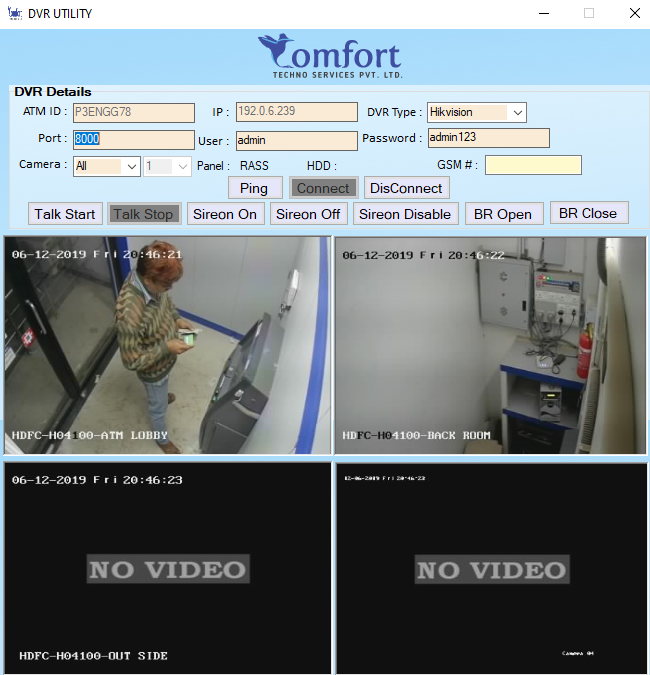 DVR UTILITY
Comfort
TECHNO SERVICES PVT. LTD.
DVR Details
ATM ID : P3ENGG78 IP : 192.0.6.239 DVR Type : Hikvision
Port : 8000 User : admin Password : admin123
Camera : All 1 Panel : RASS HDD : GSM # :
Ping Connect DisConnect
Talk Start Talk Stop Sireon On Sireon Off Sireon Disable BR Open BR Close
06-12-2019 Fri 20:46:21
HDFC-H04100-ATM LOBBY
06-12-2019 Fri 20:46:22
HDFC-H04100-BACK ROOM
06-12-2019 Fri 20:46:23
NO VIDEO
HDFC-H04100-OUT SIDE
12-06-2019 Fri 20:46:23
NO VIDEO
Camera 04